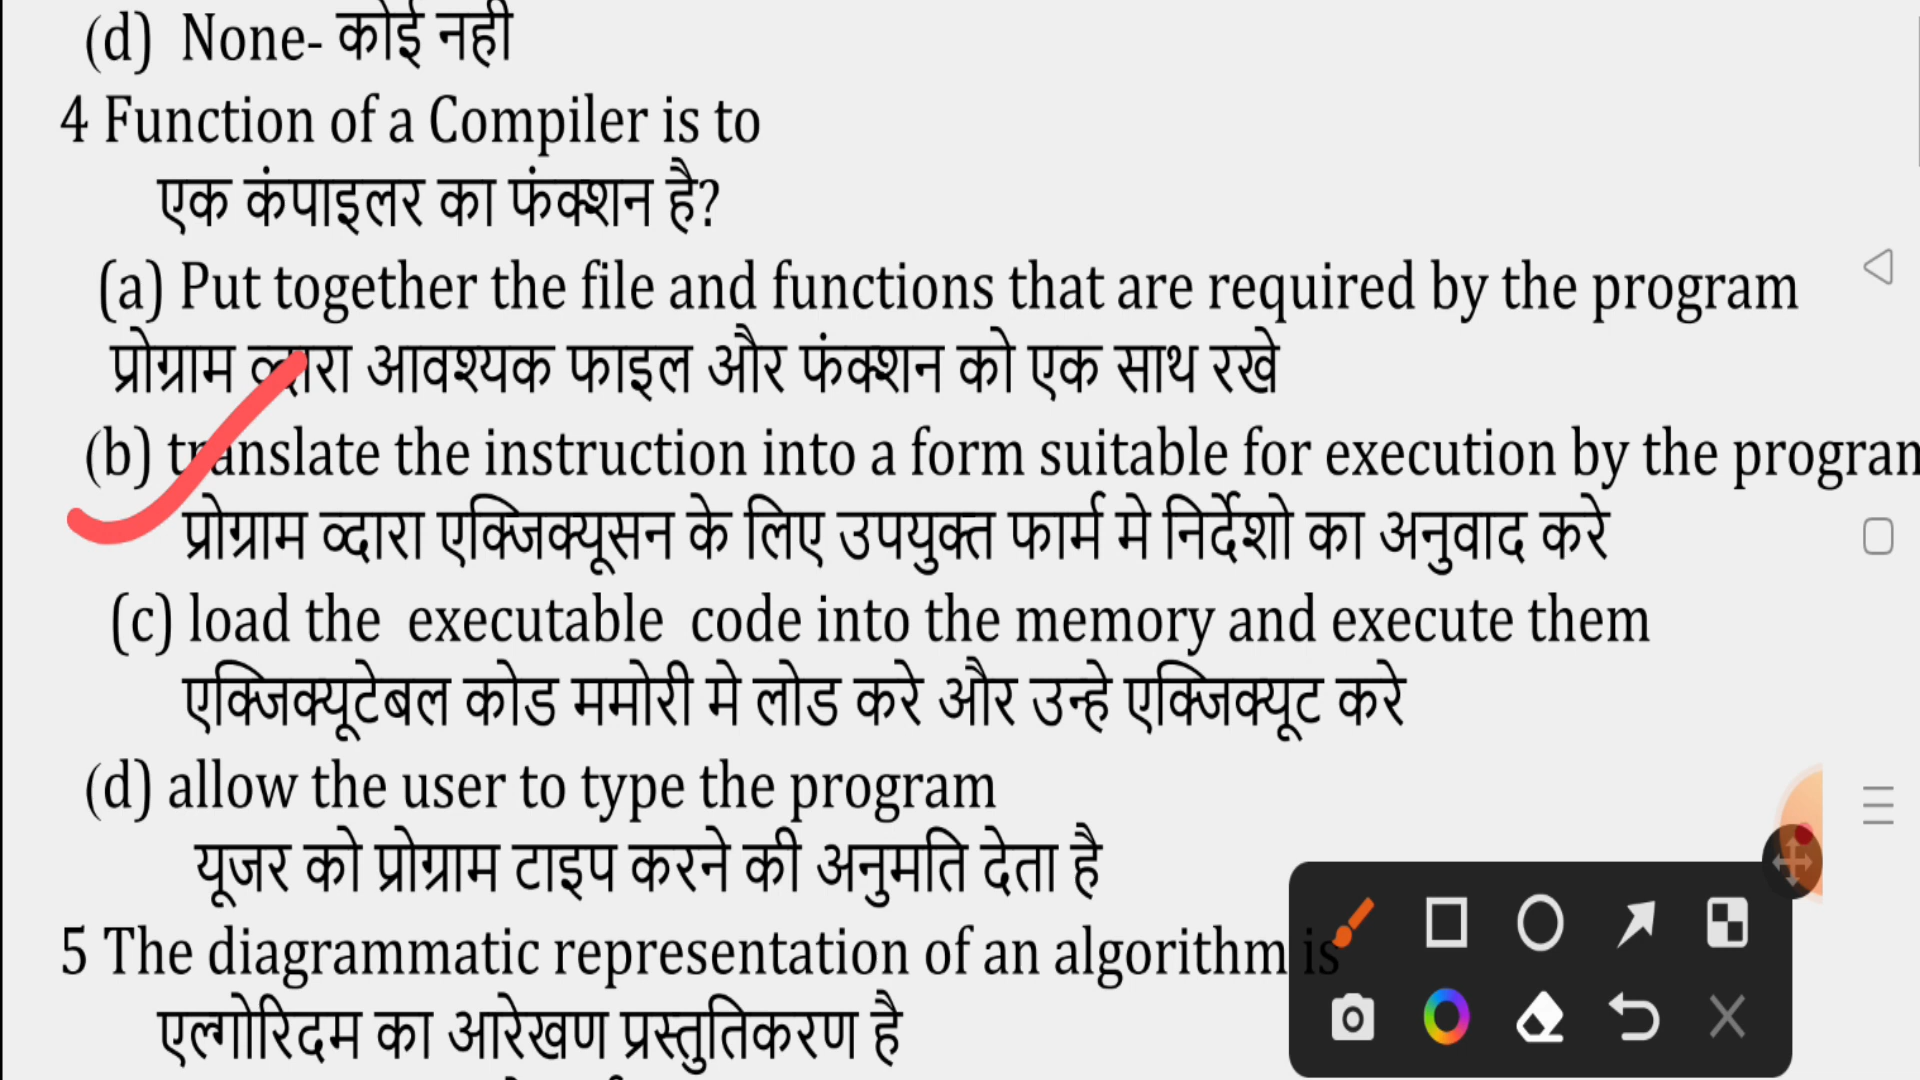 (d) None- कोई नही
4 Function of a Compiler is to
एक कंपाइलर का फंक्शन है?
(a) Put together the file and functions that are required by the program
प्रोग्राम व्दारा आवश्यक फाइल और फंक्शन को एक साथ रखे
(b) translate the instruction into a form suitable for execution by the program
प्रोग्राम व्दारा एक्जिक्यूसन के लिए उपयुक्त फार्म मे निर्देशो का अनुवाद करे
(c) load the executable code into the memory and execute them
एक्जिक्यूटेबल कोड ममोरी मे लोड करे और उन्हे एक्जिक्यूट करे
(d) allow the user to type the program
यूजर को प्रोग्राम टाइप करने की अनुमति देता है
5 The diagrammatic representation of an algorithm is
एल्गोरिदम का आरेखण प्रस्तुतिकरण है